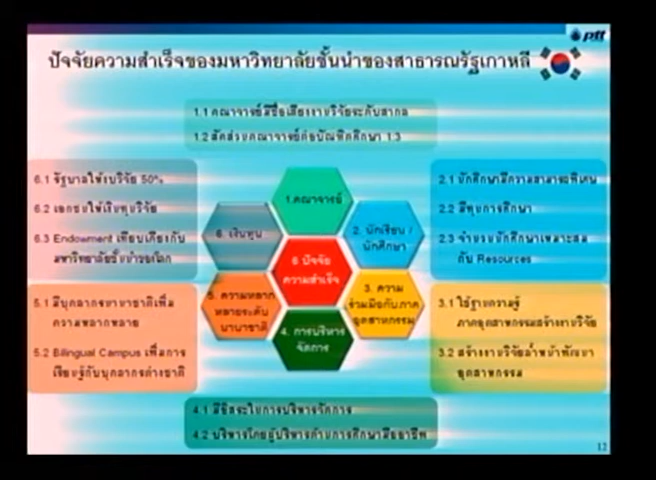 ptt
ปัจจัยความสำเร็จของมหาวิทยาลัยชั้นนำของสาธารณรัฐเกาหลี
1.1 คณาจารย์มีชื่อเสียงงานวิจัยระดับสากล
1.2 สัดส่วนคณาจารย์ต่อบัณฑิตศึกษา 1:3
6.1 รัฐบาลให้งบวิจัย 50%
6.2 เอกชนให้เงินทุนวิจัย
6.3 Endowment เทียบเคียงกับ
มหาวิทยาลัยชั้นนำของโลก
1.คณาจารย์
6. เงินทุน
2. นักเรียน /
นักศึกษา
6 ปัจจัย
ความสำเร็จ
5. ความหลาก
หลายระดับ
นานาชาติ
3. ความ
ร่วมมือกับภาค
อุตสาหกรรม
4. การบริหาร
จัดการ
2.1 นักศึกษามีความสามารถพิเศษ
2.2 มีทุนการศึกษา
2.3 จำนวนนักศึกษาเหมาะสม
กับ Resources
5.1 มีบุคลากรนานาชาติเพื่อ
ความหลากหลาย
5.2 Bilingual Campus เพื่อการ
เรียนรู้กับบุคลากรต่างชาติ
3.1 ใช้ฐานความรู้
ภาคอุตสาหกรรมสร้างงานวิจัย
3.2 สร้างงานวิจัยล้ำหน้าพัฒนา
อุตสาหกรรม
4.1 มีอิสระในการบริหารจัดการ
4.2 บริหารโดยผู้บริหารด้านการศึกษามืออาชีพ
12